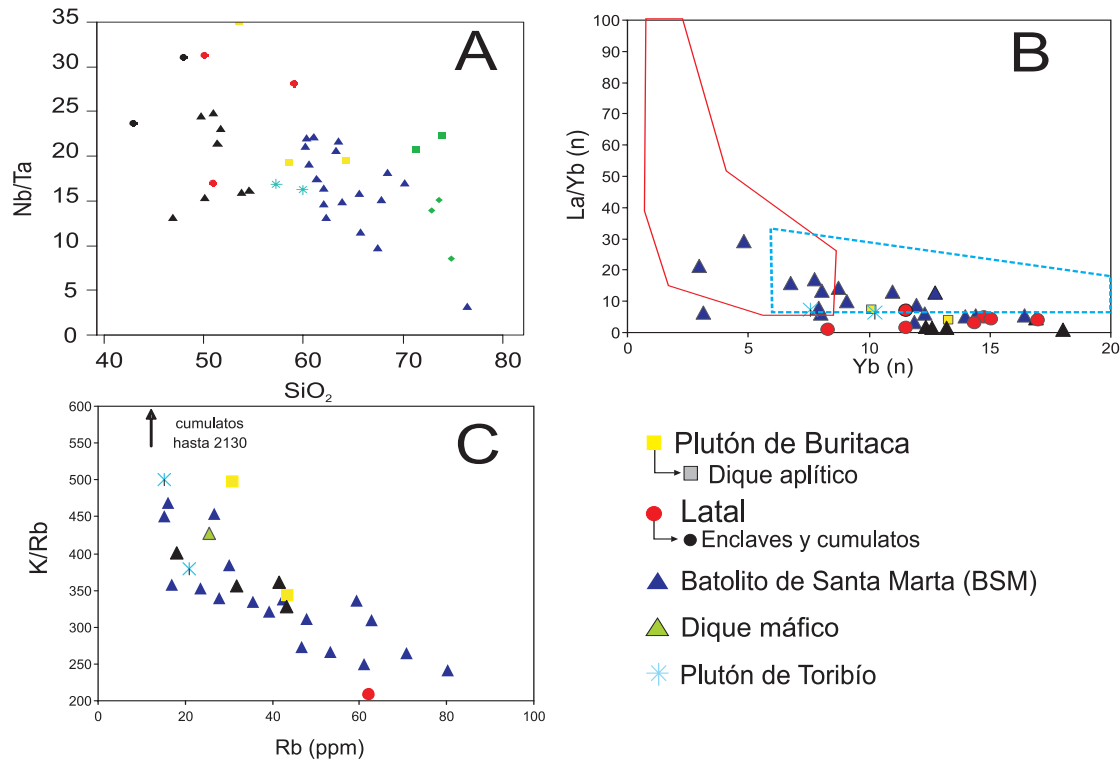 A
Nb/Ta
35
30
25
20
15
10
5
0
40 50 60 70 80
SiO2
B
La/Yb (n)
100
90
80
70
60
50
40
30
20
10
0
0 5 10 15 20
Yb (n)
C
cumulatos
hasta 2130
K/Rb
600
550
500
450
400
350
300
250
200
0 20 40 60 80 100
Rb (ppm)
Plutón de Buritaca
Dique aplítico
Latal
Enclaves y cumulatos
Batolito de Santa Marta (BSM)
Dique máfico
Plutón de Toribío